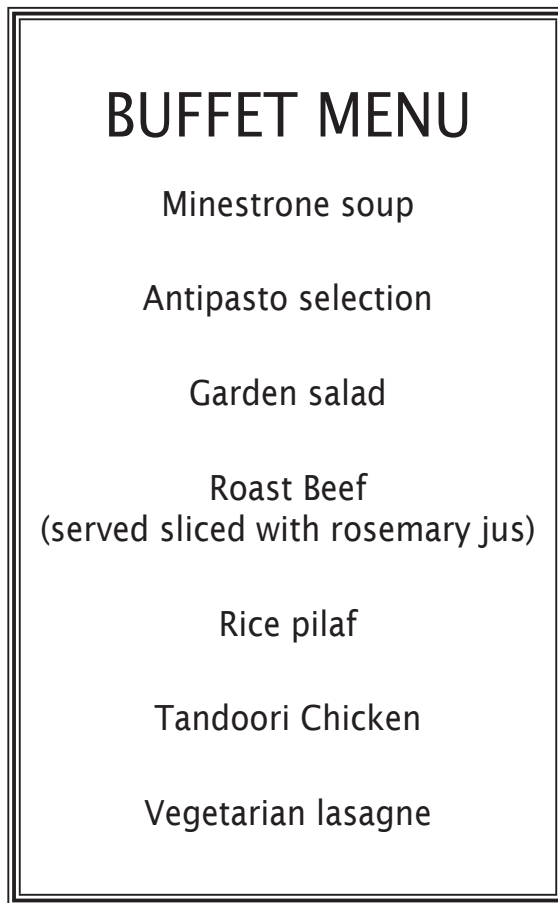 BUFFET MENU
Minestrone soup
Antipasto selection
Garden salad
Roast Beef
(served sliced with rosemary jus)
Rice pilaf
Tandoori Chicken
Vegetarian lasagne